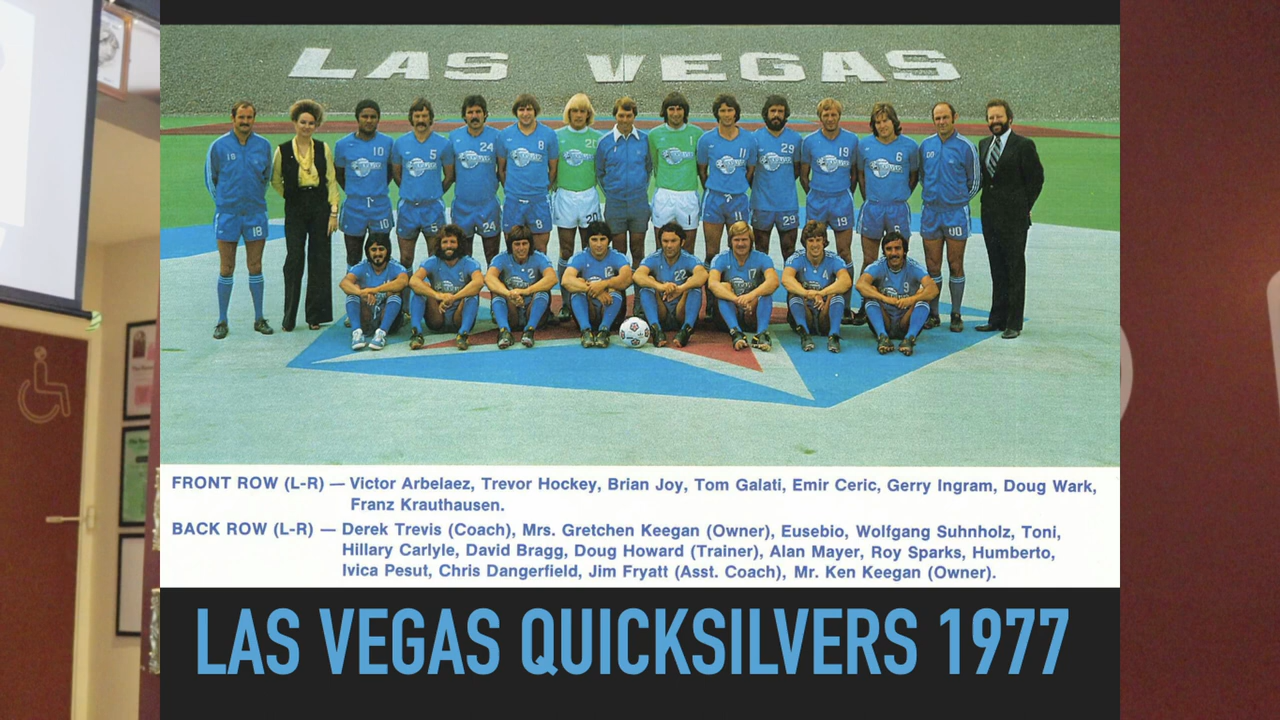 LAS VEGAS
FRONT ROW (L-R) — Victor Arbelaez, Trevor Hockey, Brian Joy, Tom Galati, Emir Ceric, Gerry Ingram, Doug Wark,
Franz Krauthausen.
BACK ROW (L-R) — Derek Trevis (Coach), Mrs. Gretchen Keegan (Owner), Eusebio, Wolfgang Suhnholz, Toni,
Hillary Carlyle, David Bragg, Doug Howard (Trainer), Alan Mayer, Roy Sparks, Humberto,
Ivica Pesut, Chris Dangerfield, Jim Fryatt (Asst. Coach), Mr. Ken Keegan (Owner).
LAS VEGAS QUICKSILVERS 1977